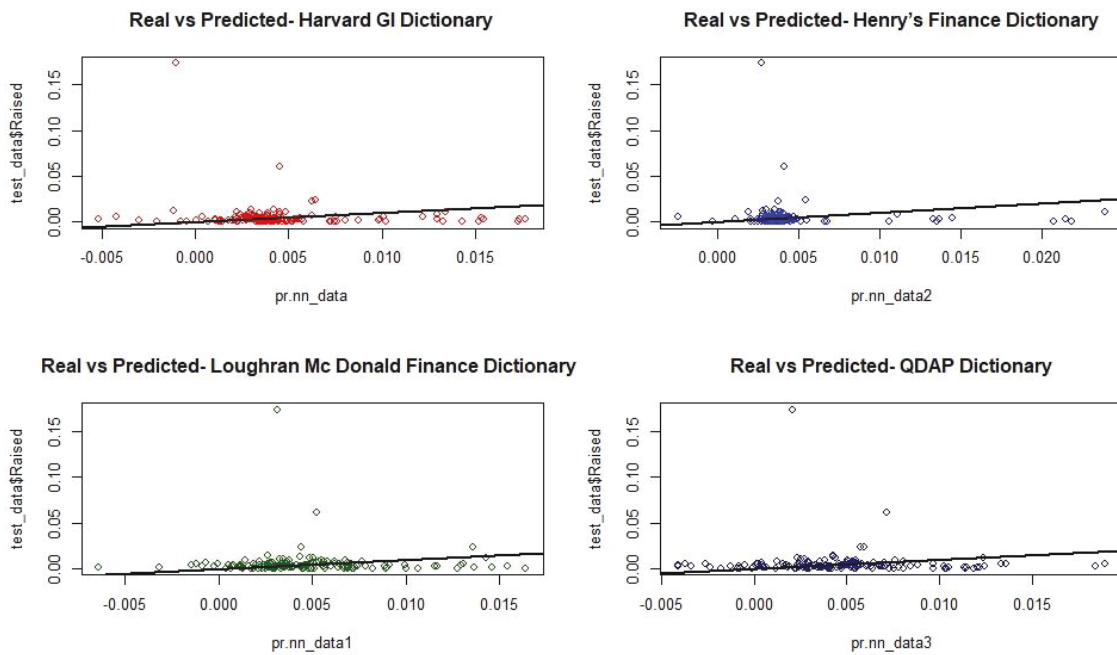 Real vs Predicted- Harvard GI Dictionary
test_data$Raised
0.15
0.10
0.05
0.00
-0.005 0.000 0.005 0.010 0.015
pr.nn_data
Real vs Predicted- Henry's Finance Dictionary
test_data$Raised
0.15
0.10
0.05
0.00
0.000 0.005 0.010 0.015 0.020
pr.nn_data2
Real vs Predicted- Loughran Mc Donald Finance Dictionary
test_data$Raised
0.15
0.10
0.05
0.00
-0.005 0.000 0.005 0.010 0.015
pr.nn_data1
Real vs Predicted- QDAP Dictionary
test_data$Raised
0.15
0.10
0.05
0.00
-0.005 0.000 0.005 0.010 0.015
pr.nn_data3